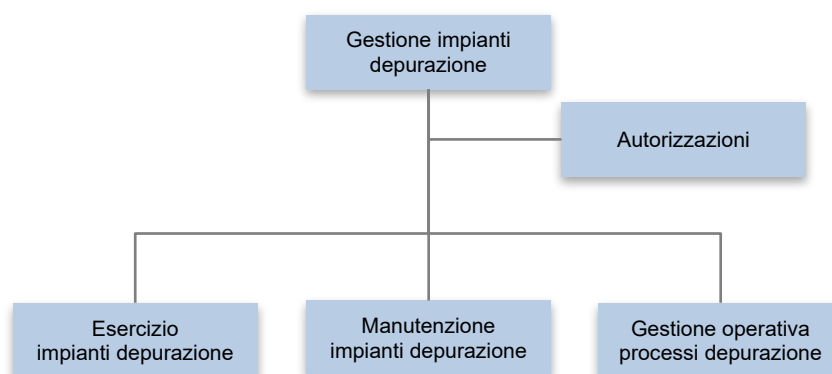 Gestione impianti
depurazione
Autorizzazioni
Esercizio
impianti depurazione
Manutenzione
impianti depurazione
Gestione operativa
processi depurazione